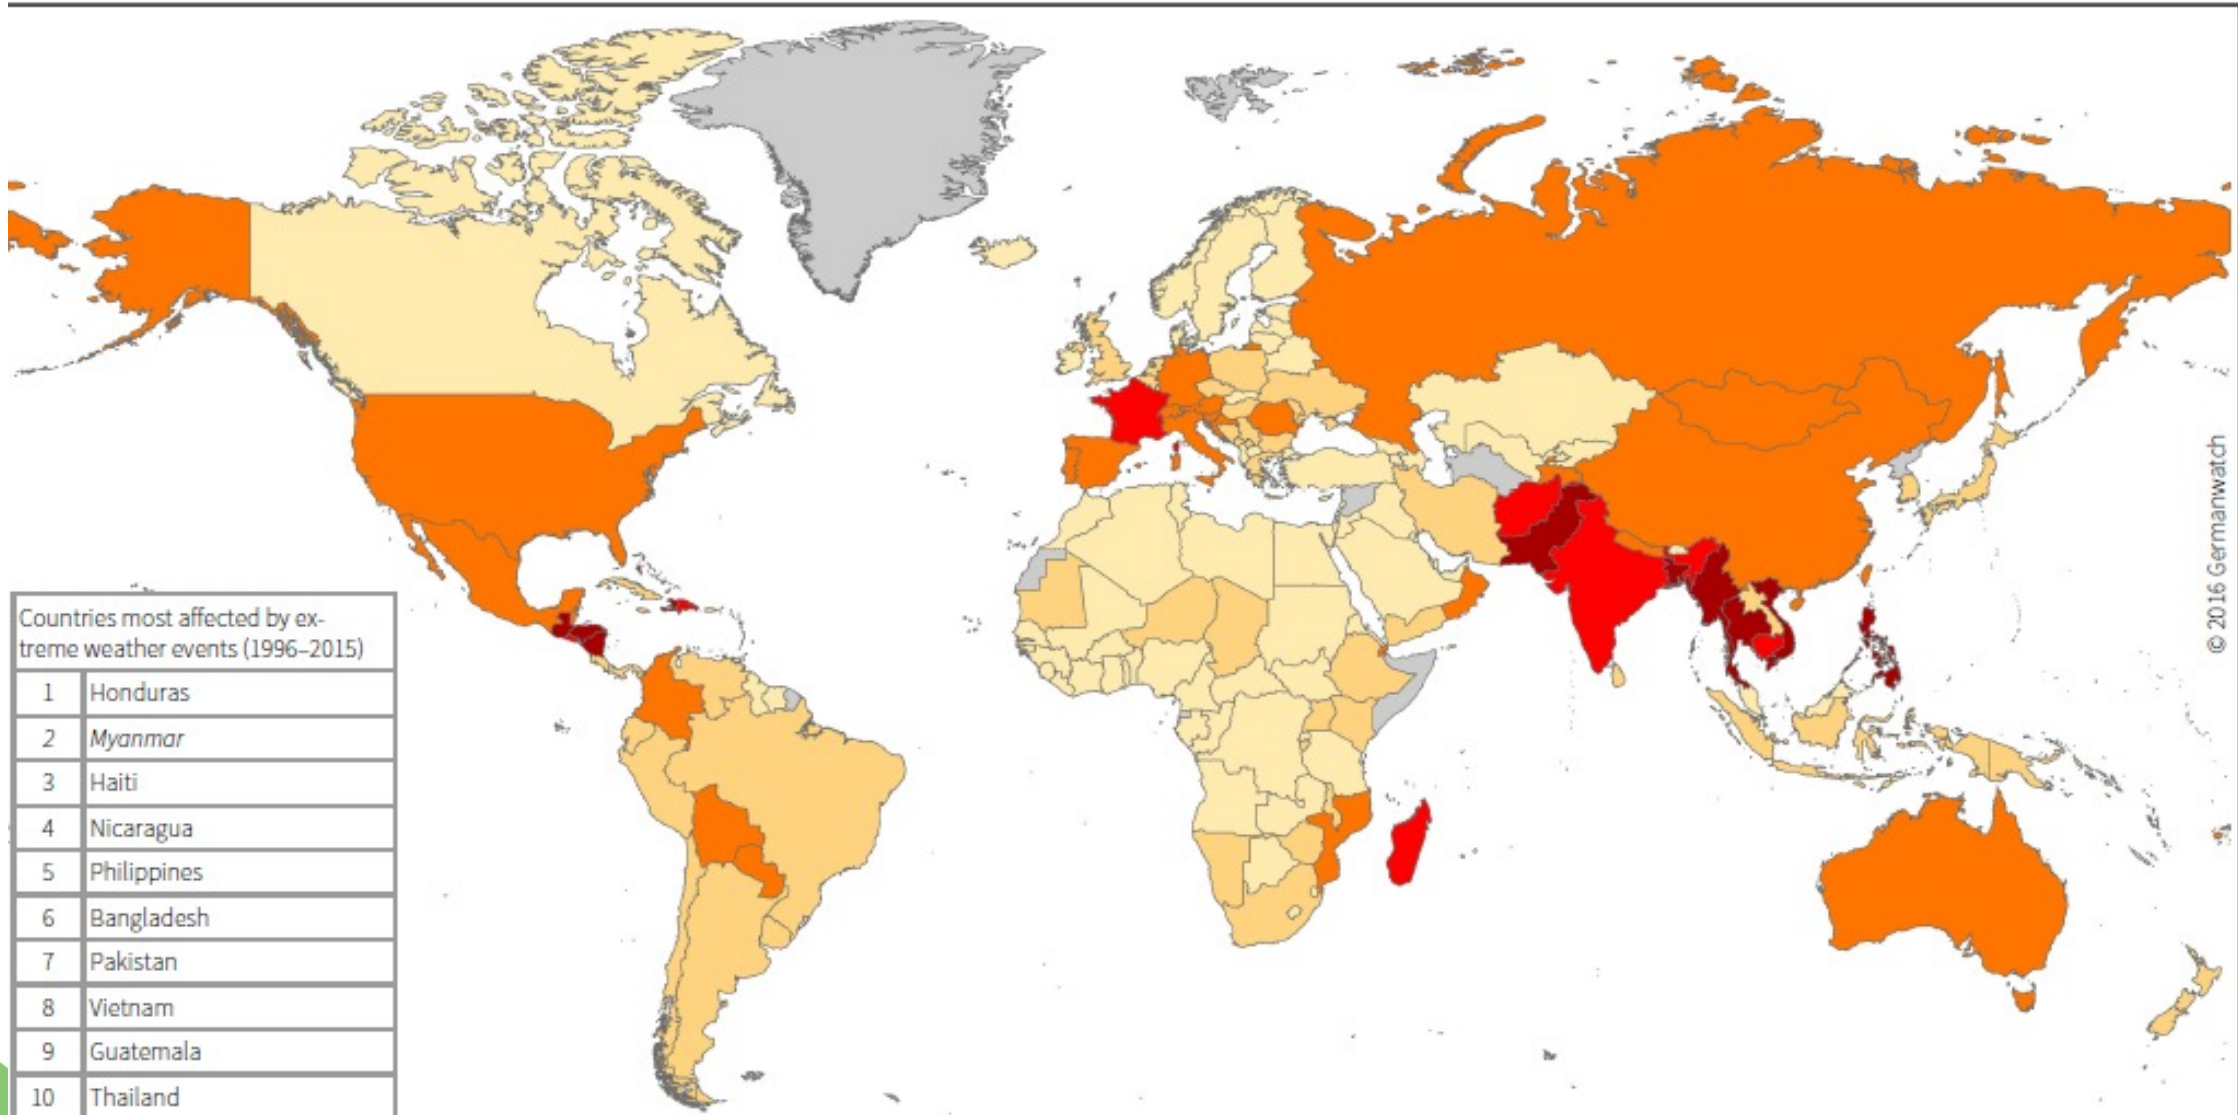 Countries most affected by ex-
treme weather events (1996–2015)
1 Honduras
2 Myanmar
3 Haiti
4 Nicaragua
5 Philippines
6 Bangladesh
7 Pakistan
8 Vietnam
9 Guatemala
10 Thailand
© 2016 Germanwatch